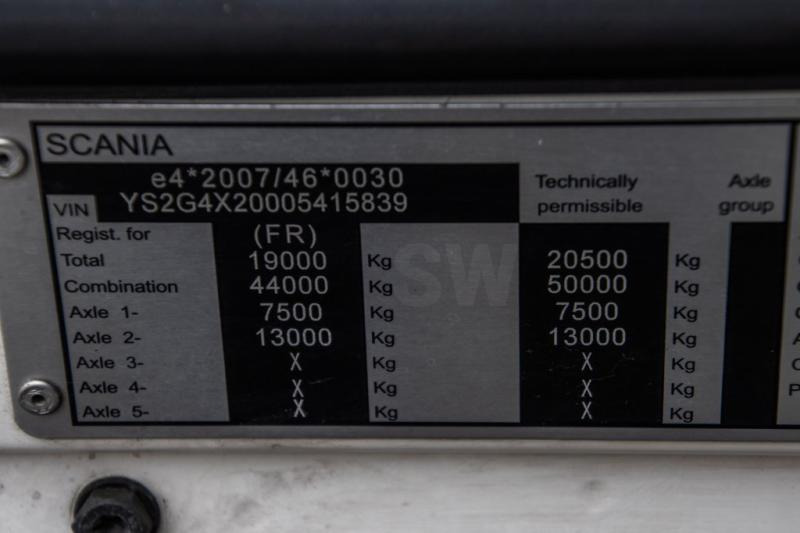 SCANIA
e4*2007/46*0030
VIN YS2G4X20005415839
Technically permissible
Axle group
Regist. for (FR)
Total 19000 Kg 20500 Kg
Combination 44000 Kg 50000 Kg
Axle 1- 7500 Kg 7500 Kg
Axle 2- 13000 Kg 13000 Kg
Axle 3- X Kg X Kg
Axle 4- X Kg X Kg
Axle 5- X Kg X Kg
SW